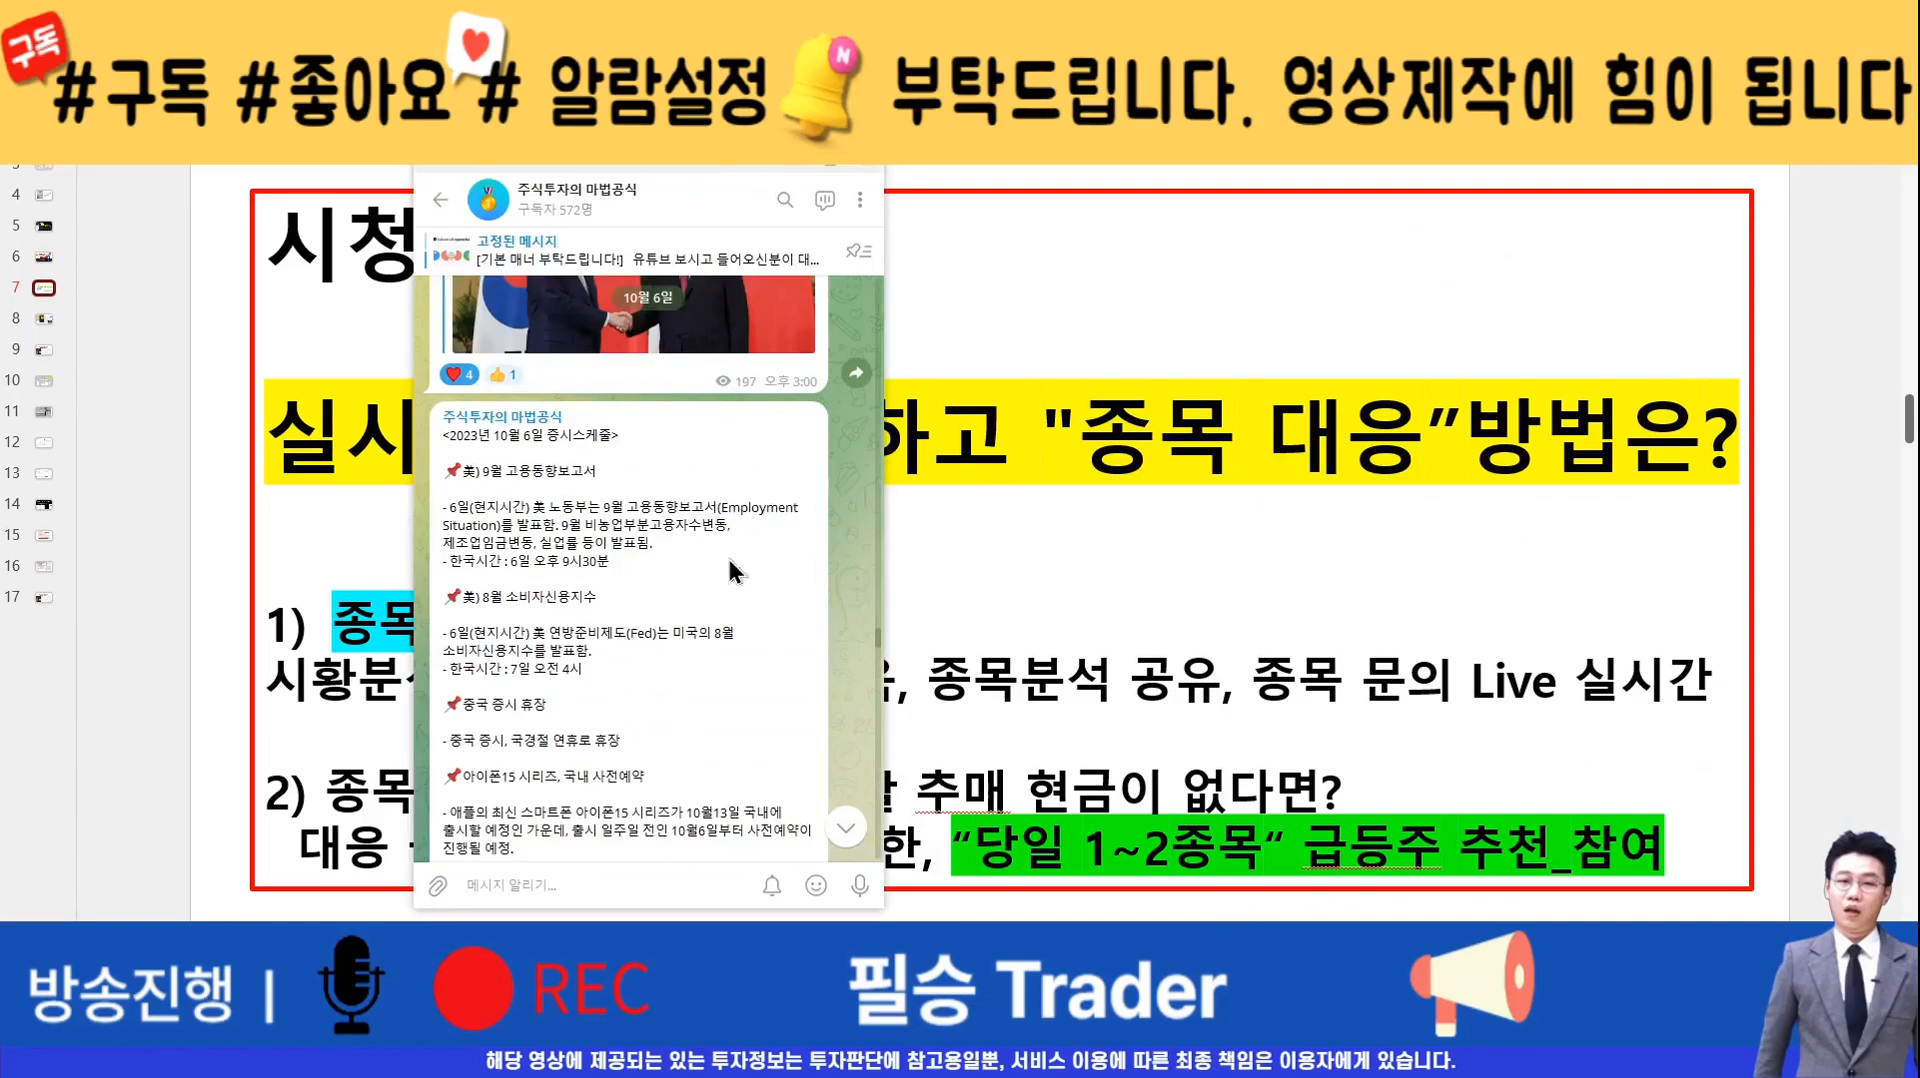 구독
#구독 #좋아요 # 알람설정 N 부탁드립니다. 영상제작에 힘이 됩니다
4
5
6
7
8
9
10
11
12
13
14
15
16
17
시청
실시
하고 "종목 대응”방법은?
1) 종목
시황분
, 종목분석 공유, 종목 문의 Live 실시간
2) 종목
추매 현금이 없다면?
대응
한, “당일 1~2종목“ 급등주 추천_참여
주식투자의 마법공식
구독자 572명
고정된 메시지
[기본 매너 부탁드립니다!] 유튜브 보시고 들어오신분이 대...
10월 6일
4
1
197 오후 3:00
주식투자의 마법공식
<2023년 10월 6일 증시스케줄>
📌美) 9월 고용동향보고서
- 6일(현지시간) 美 노동부는 9월 고용동향보고서(Employment
Situation)를 발표함. 9월 비농업부분고용자수변동,
제조업임금변동, 실업률 등이 발표됨.
- 한국시간 : 6일 오후 9시30분
📌美) 8월 소비자신용지수
- 6일(현지시간) 美 연방준비제도(Fed)는 미국의 8월
소비자신용지수를 발표함.
- 한국시간 : 7일 오전 4시
📌중국 증시 휴장
- 중국 증시, 국경절 연휴로 휴장
📌아이폰15 시리즈, 국내 사전예약
- 애플의 최신 스마트폰 아이폰15 시리즈가 10월13일 국내에
출시할 예정인 가운데, 출시 일주일 전인 10월6일부터 사전예약이
진행될 예정.
메시지 알리기...
방송진행 |
REC
필승 Trader
해당 영상에 제공되는 있는 투자정보는 투자판단에 참고용일뿐, 서비스 이용에 따른 최종 책임은 이용자에게 있습니다.